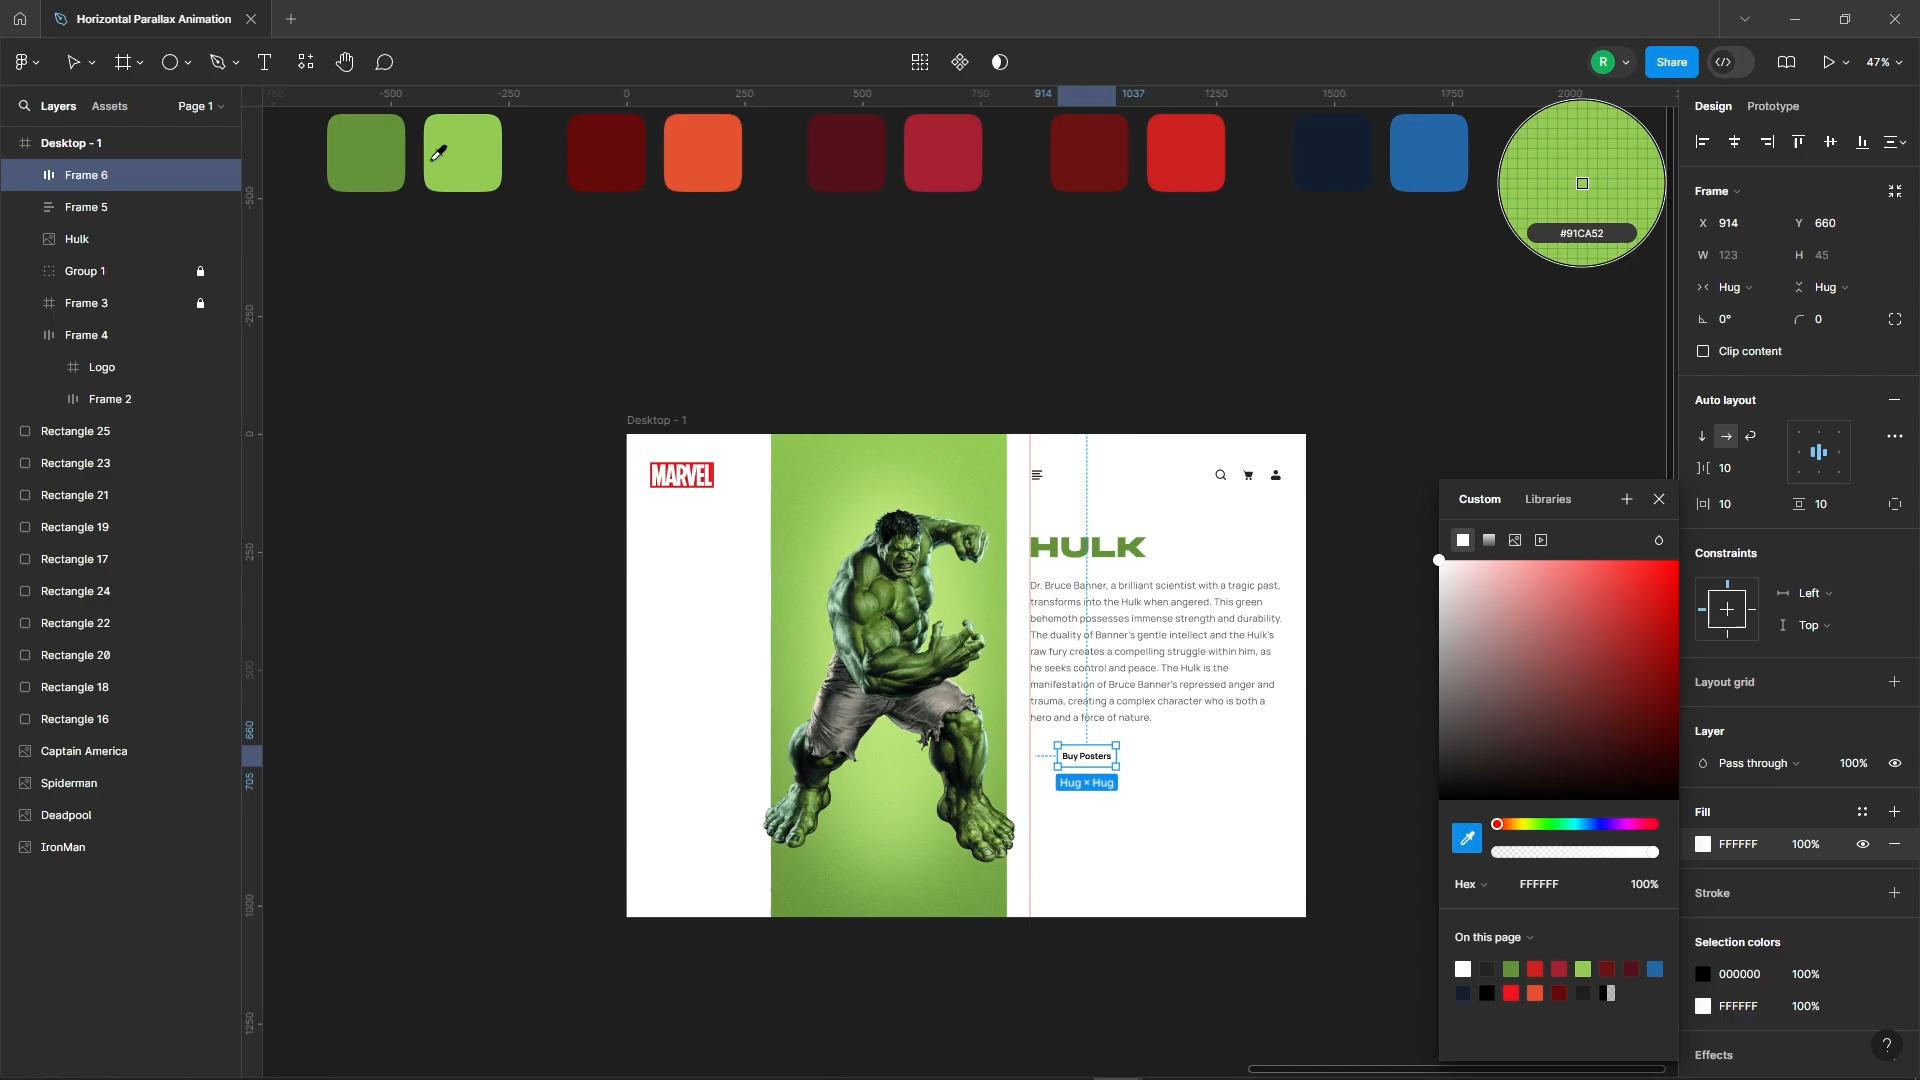 Horizontal Parallax Animation
R
Share
47%
Layers
Assets
Page 1
Desktop - 1
Frame 6
Frame 5
Hulk
Group 1
Frame 3
Frame 4
Logo
Frame 2
Rectangle 25
Rectangle 23
Rectangle 21
Rectangle 19
Rectangle 17
Rectangle 24
Rectangle 22
Rectangle 20
Rectangle 18
Rectangle 16
Captain America
Spiderman
Deadpool
IronMan
-500
-250
0
250
500
750
914
1037
1250
1500
1750
2000
-500
-250
0
250
500
660
705
1000
1250
#91CA52
Desktop - 1
MARVEL
HULK
Dr. Bruce Banner, a brilliant scientist with a tragic past,
transforms into the Hulk when angered. This green
behemoth possesses immense strength and durability.
The duality of Banner's gentle intellect and the Hulk's
raw fury creates a compelling struggle within him, as
he seeks control and peace. The Hulk is the
manifestation of Bruce Banner's repressed anger and
trauma, creating a complex character who is both a
hero and a force of nature.
Buy Posters
Hug × Hug
Custom
Libraries
Hex
FFFFFF
100%
On this page
Design
Prototype
Frame
X 914
Y 660
W 123
H 45
Hug
Hug
0°
0
Clip content
Auto layout
10
10
10
Constraints
Left
Top
Layout grid
Layer
Pass through
100%
Fill
FFFFFF
100%
Stroke
Selection colors
000000
100%
FFFFFF
100%
Effects
?